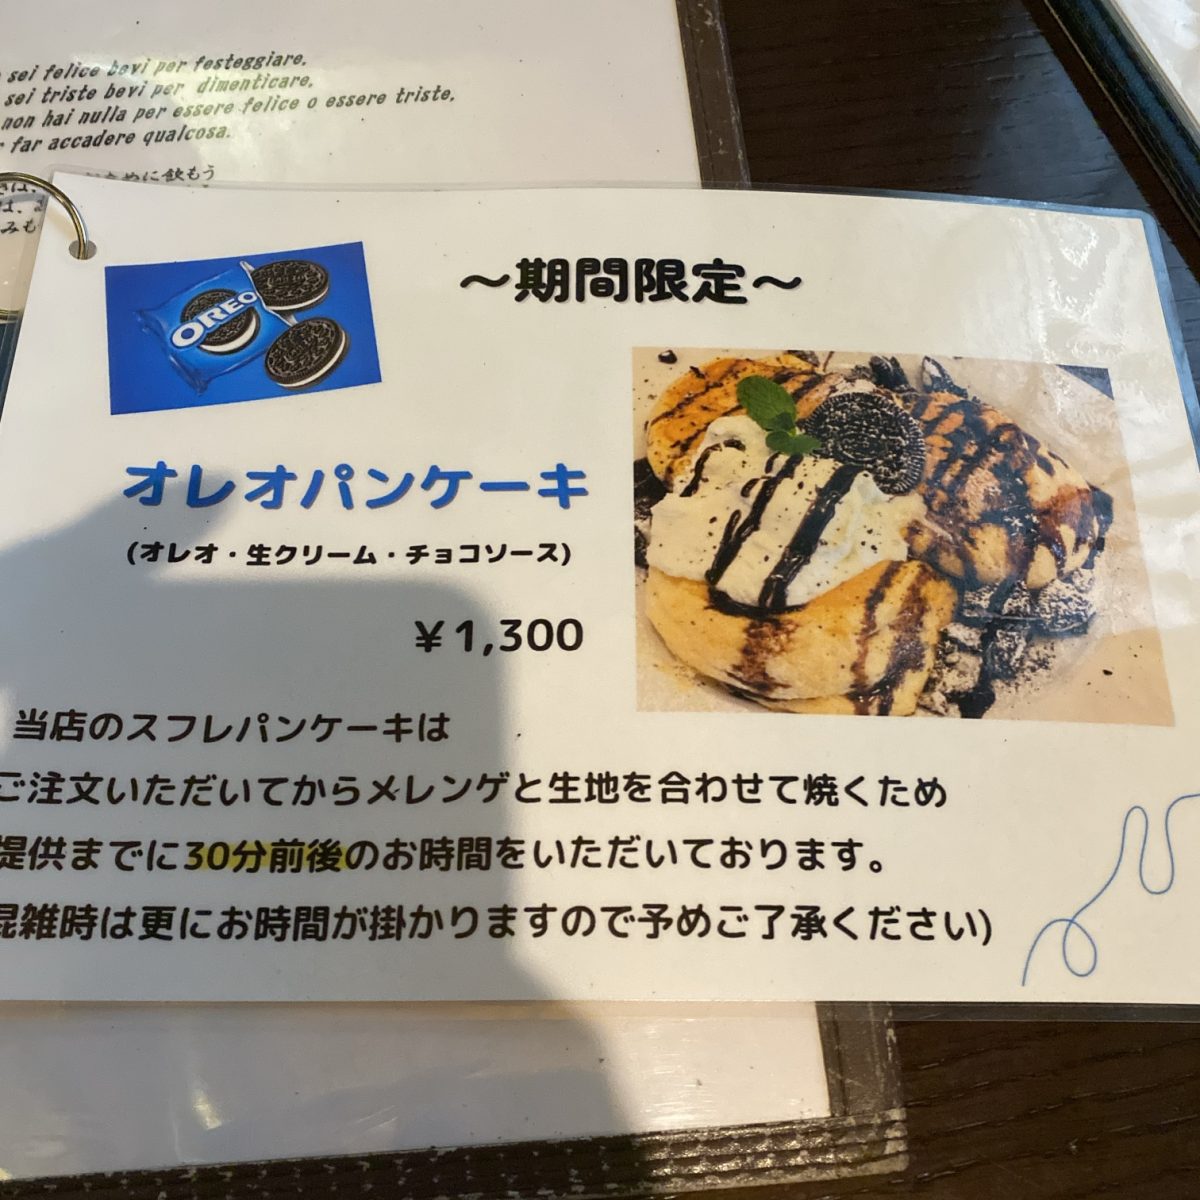 sei felice bevi per festeggiare.
sei triste bevi per dimenticare,
non hai nulla per essere felice o essere triste,
far accadere qualcosa.
に飲もう
～期間限定～
OREO
オレオパンケーキ
(オレオ・生クリーム・チョコソース)
¥1,300
当店のスフレパンケーキは
ご注文いただいてからメレンゲと生地を合わせて焼くため
提供までに30分前後のお時間をいただいております。
混雑時は更にお時間が掛かりますので予めご了承ください)